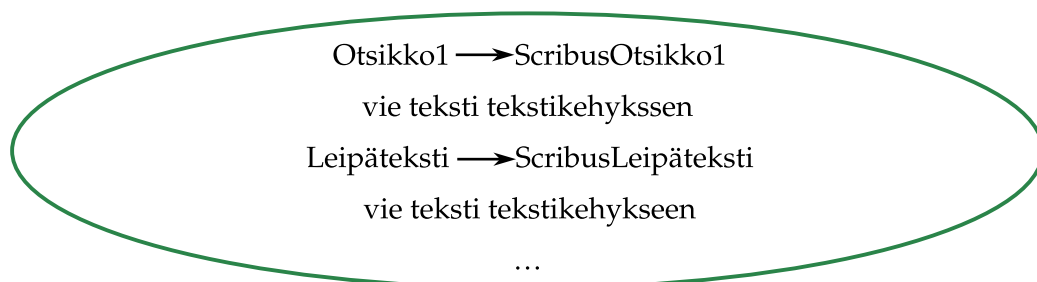 Otsikko1 → ScribusOtsikko1
vie teksti tekstikehykssen
Leipäteksti → ScribusLeipäteksti
vie teksti tekstikehykseen
…